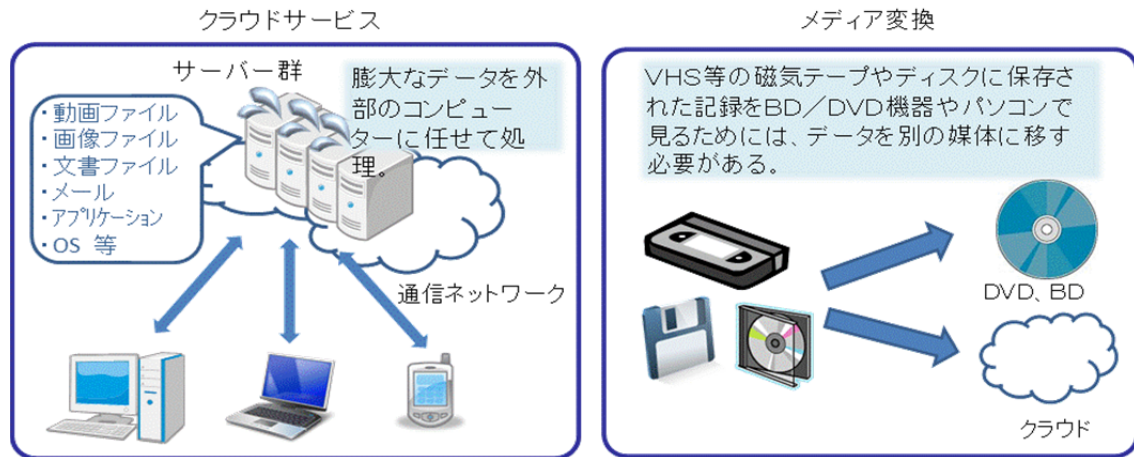 クラウドサービス
サーバー群
膨大なデータを外
部のコンピュー
ターに任せて処
理。
・動画ファイル
・画像ファイル
・文書ファイル
・メール
・アプリケーション
・OS 等
通信ネットワーク
メディア変換
VHS等の磁気テープやディスクに保存さ
れた記録をBD/DVD機器やパソコンで
見るためには、データを別の媒体に移す
必要がある。
DVD、BD
クラウド